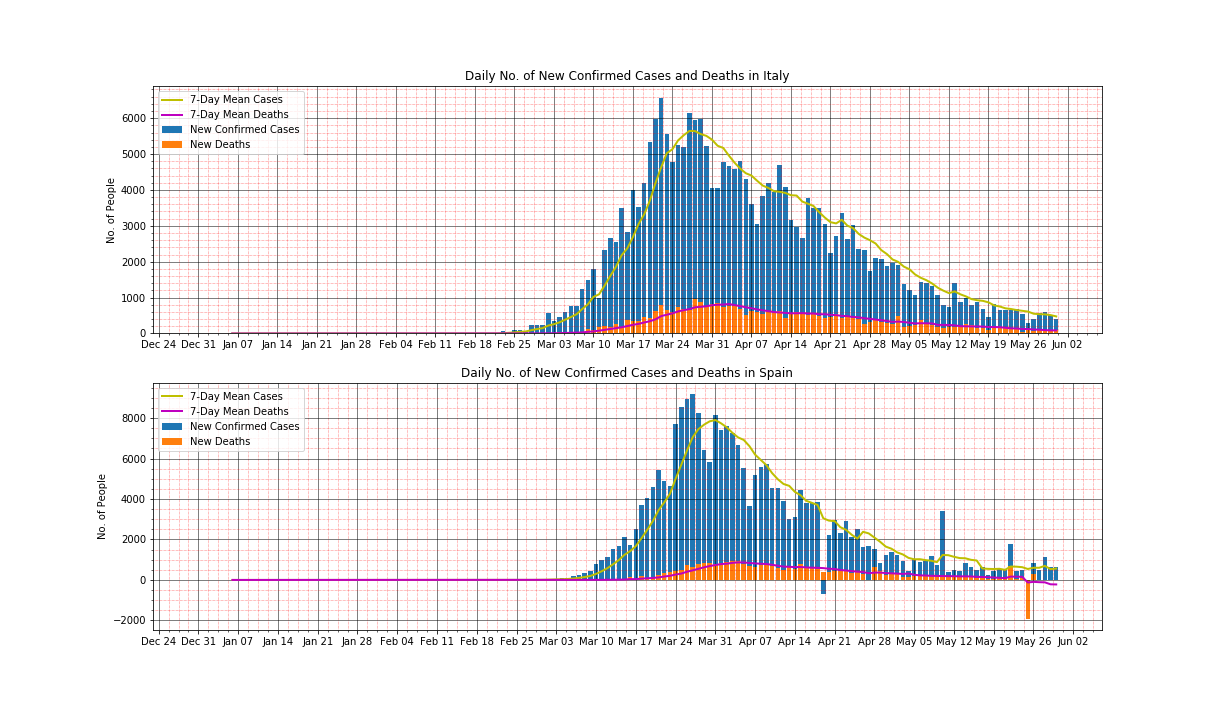 Daily No. of New Confirmed Cases and Deaths in Italy
7-Day Mean Cases
7-Day Mean Deaths
New Confirmed Cases
New Deaths
No. of People
6000
5000
4000
3000
2000
1000
0
Dec 24 Dec 31 Jan 07 Jan 14 Jan 21 Jan 28 Feb 04 Feb 11 Feb 18 Feb 25 Mar 03 Mar 10 Mar 17 Mar 24 Mar 31 Apr 07 Apr 14 Apr 21 Apr 28 May 05 May 12 May 19 May 26 Jun 02
Daily No. of New Confirmed Cases and Deaths in Spain
7-Day Mean Cases
7-Day Mean Deaths
New Confirmed Cases
New Deaths
No. of People
8000
6000
4000
2000
0
−2000
Dec 24 Dec 31 Jan 07 Jan 14 Jan 21 Jan 28 Feb 04 Feb 11 Feb 18 Feb 25 Mar 03 Mar 10 Mar 17 Mar 24 Mar 31 Apr 07 Apr 14 Apr 21 Apr 28 May 05 May 12 May 19 May 26 Jun 02